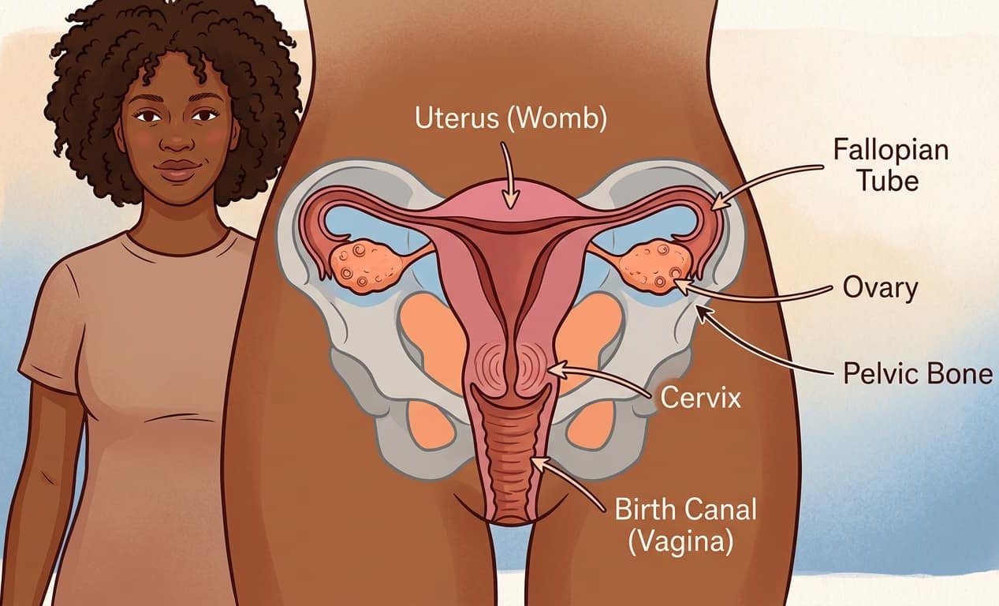 Uterus (Womb)
Fallopian
Tube
Ovary
Pelvic Bone
Cervix
Birth Canal
(Vagina)